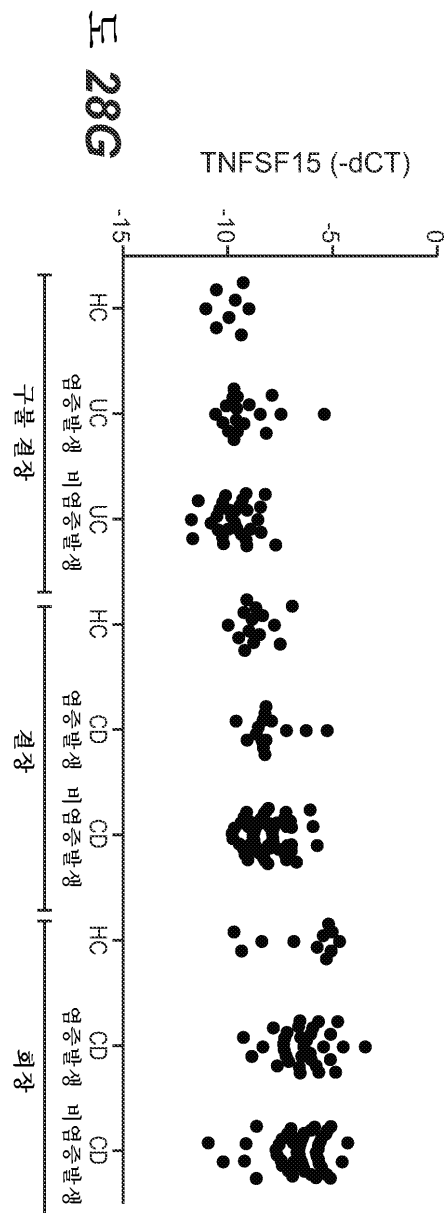 도 28G
TNFSF15 (-dCT)
0
-5
-10
-15
HC
UC
염증발생
UC
비염증발생
HC
CD
염증발생
CD
비염증발생
HC
CD
염증발생
CD
비염증발생
구불 결장
결장
회장